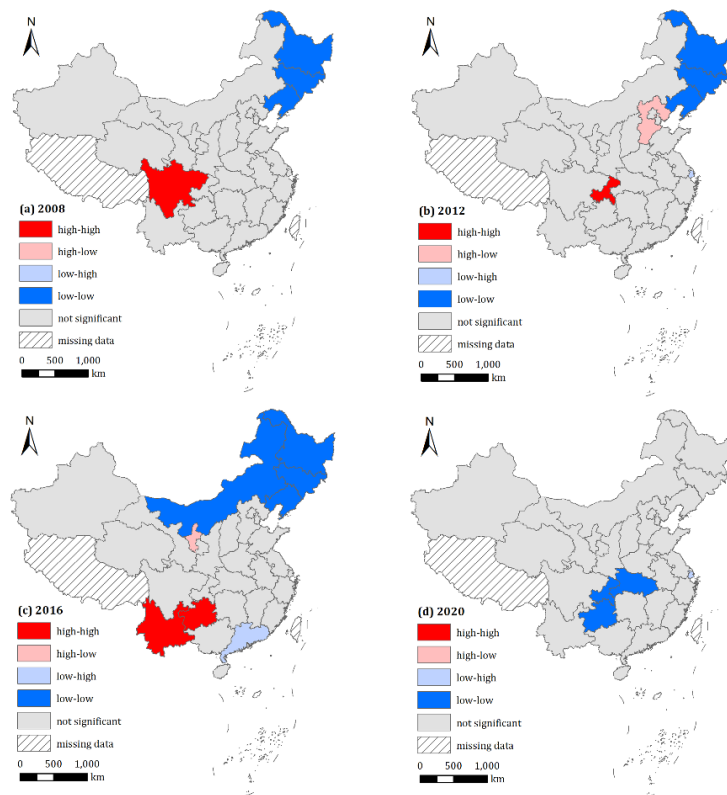 N
(a) 2008
high-high
high-low
low-high
low-low
not significant
missing data
0 500 1,000
km
N
(b) 2012
high-high
high-low
low-high
low-low
not significant
missing data
0 500 1,000
km
N
(c) 2016
high-high
high-low
low-high
low-low
not significant
missing data
0 500 1,000
km
N
(d) 2020
high-high
high-low
low-high
low-low
not significant
missing data
0 500 1,000
km